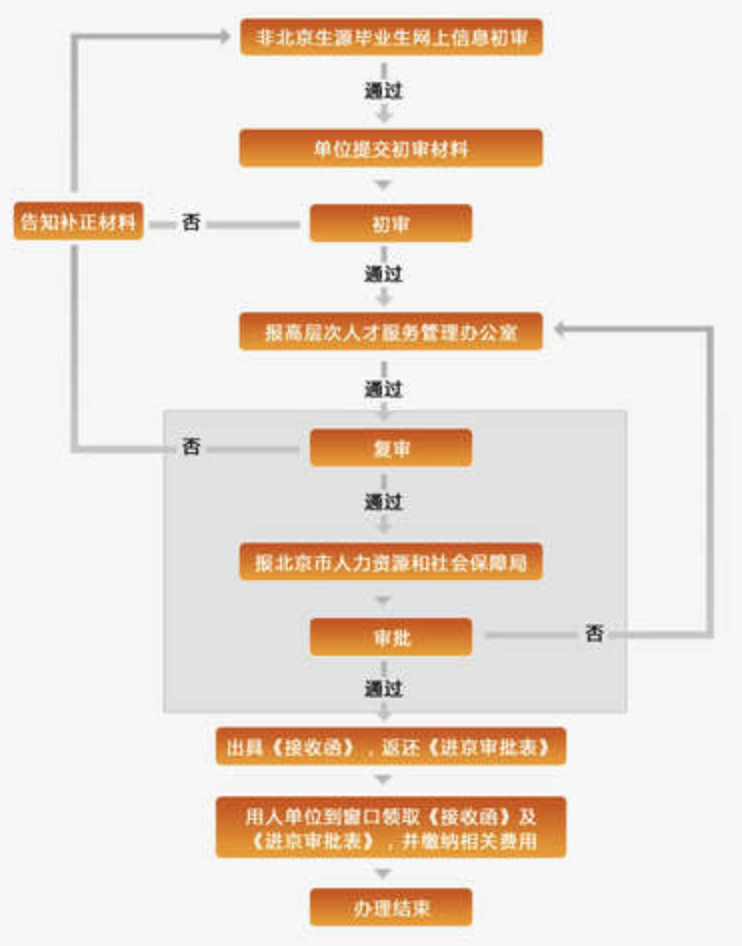 非北京生源毕业生网上信息初审
通过
单位提交初审材料
告知补正材料
否
初审
通过
报高层次人才服务管理办公室
通过
否
复审
通过
报北京市人力资源和社会保障局
审批
否
通过
出具《接收函》，返还《进京审批表》
用人单位到窗口领取《接收函》及
《进京审批表》，并缴纳相关费用
办理结束